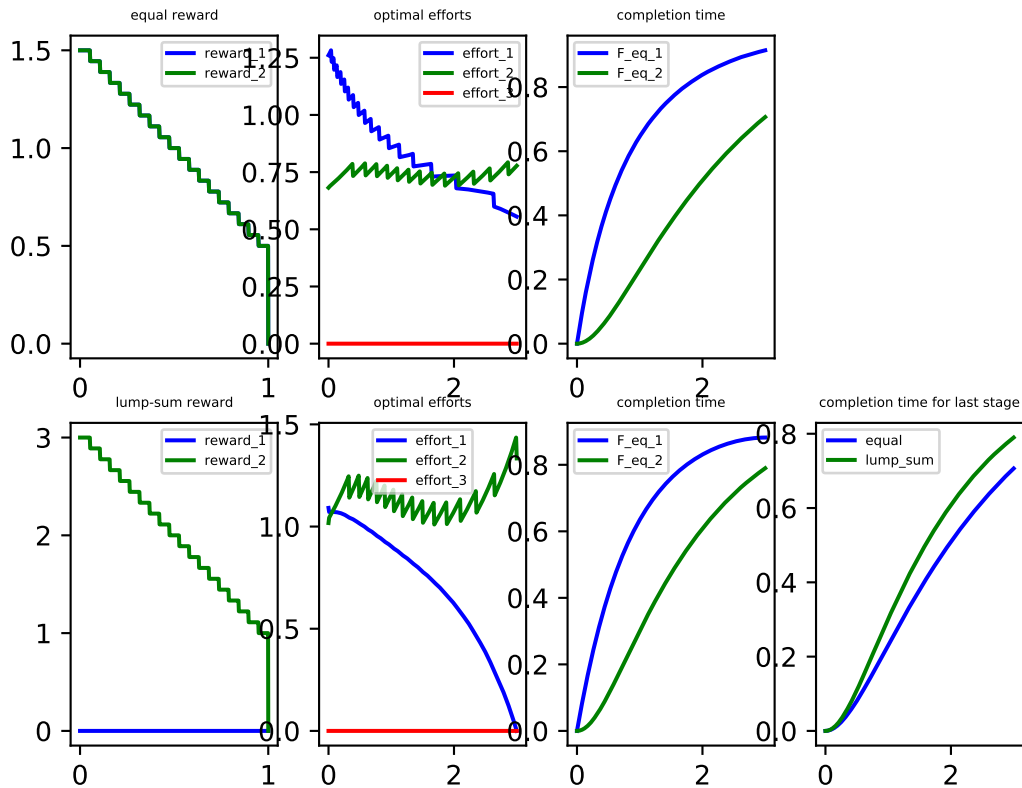 equal reward
optimal efforts
completion time
reward_1
reward_2
effort_1
effort_2
effort_3
F_eq_1
F_eq_2
1.5
1.0
0.5
0.0
0
1
1.25
1.00
0.75
0.50
0.25
0.00
0
2
0.8
0.6
0.4
0.2
0.0
0
2
lump-sum reward
optimal efforts
completion time
completion time for last stage
reward_1
reward_2
effort_1
effort_2
effort_3
F_eq_1
F_eq_2
equal
lump_sum
3
2
1
0
0
1
1.5
1.0
0.5
0.0
0
2
0.8
0.6
0.4
0.2
0.0
0
2
0.8
0.6
0.4
0.2
0.0
0
2